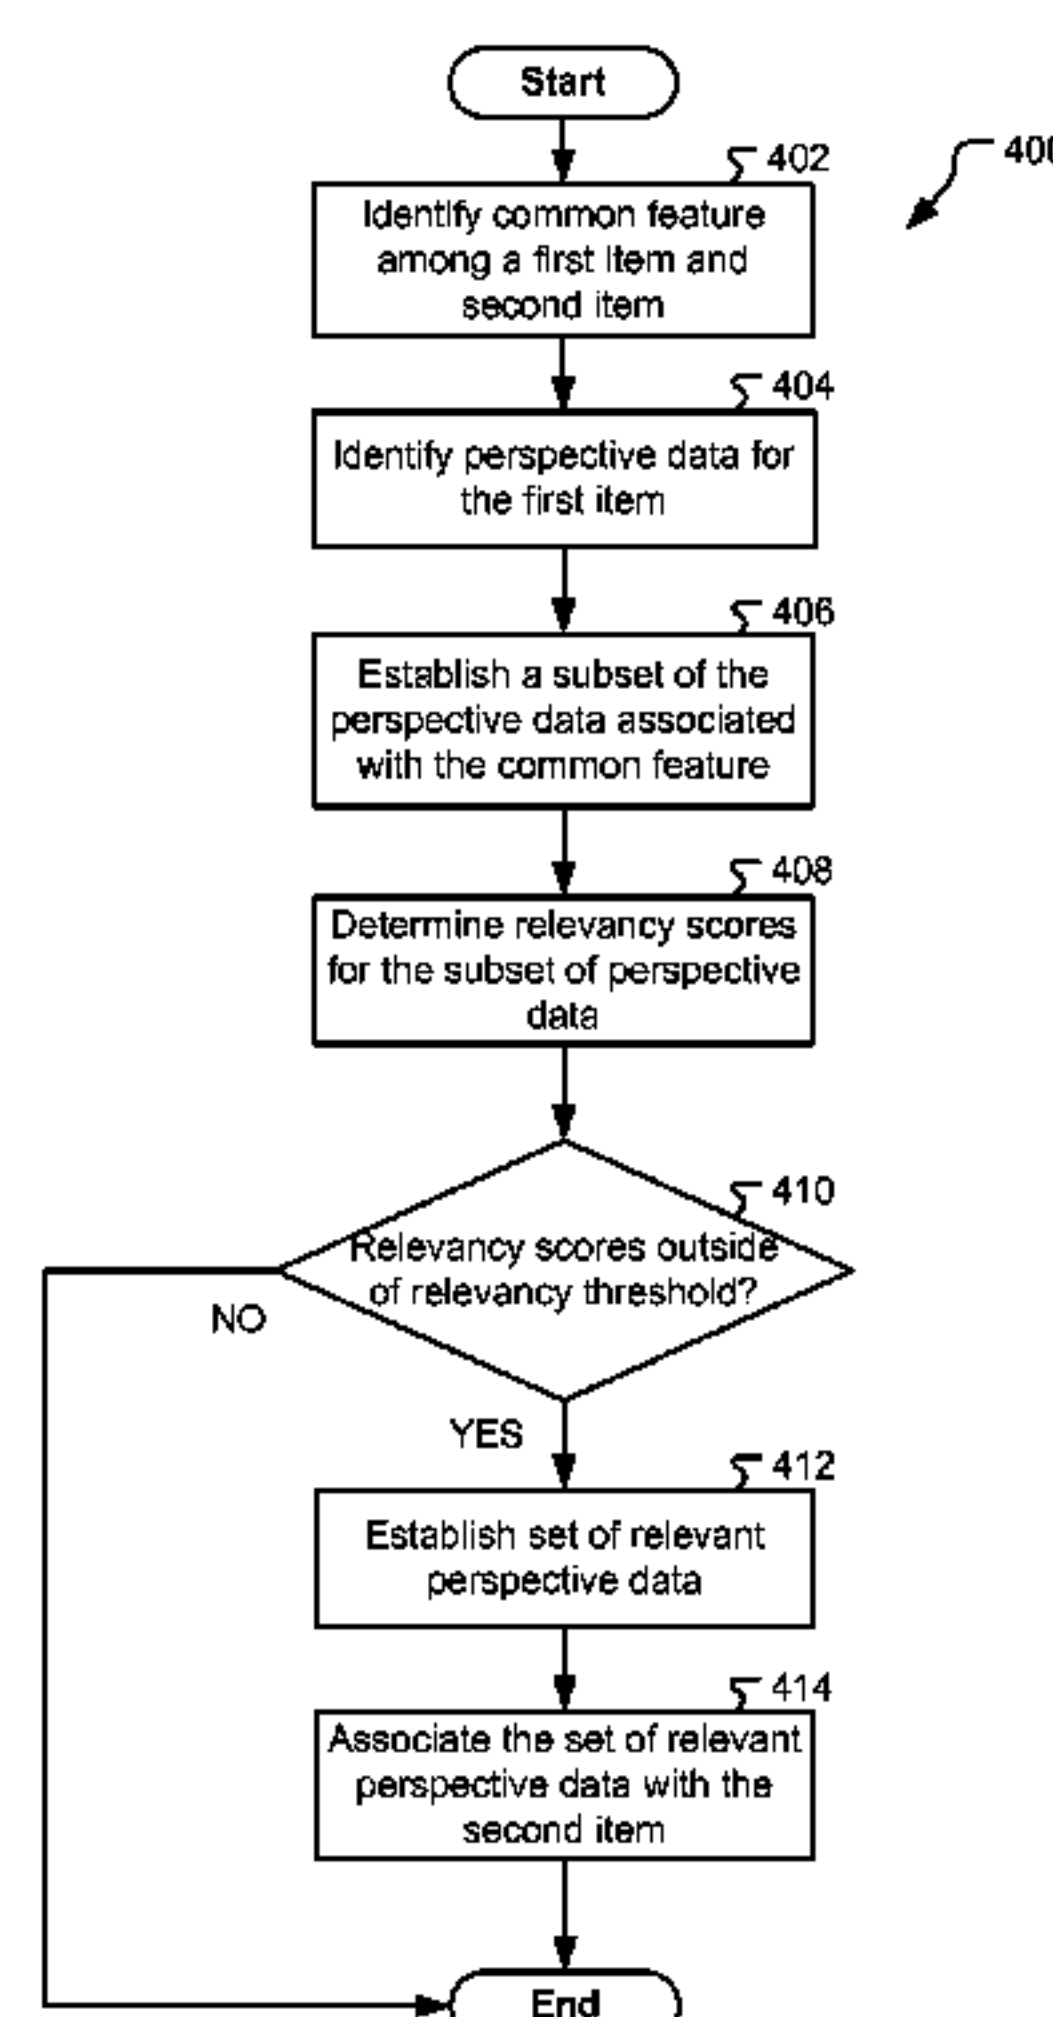 Start
402
400
Identify common feature
among a first item and
second item
404
Identify perspective data for
the first item
406
Establish a subset of the
perspective data associated
with the common feature
408
Determine relevancy scores
for the subset of perspective
data
410
Relevancy scores outside
of relevancy threshold?
NO
YES
412
Establish set of relevant
perspective data
414
Associate the set of relevant
perspective data with the
second item
End